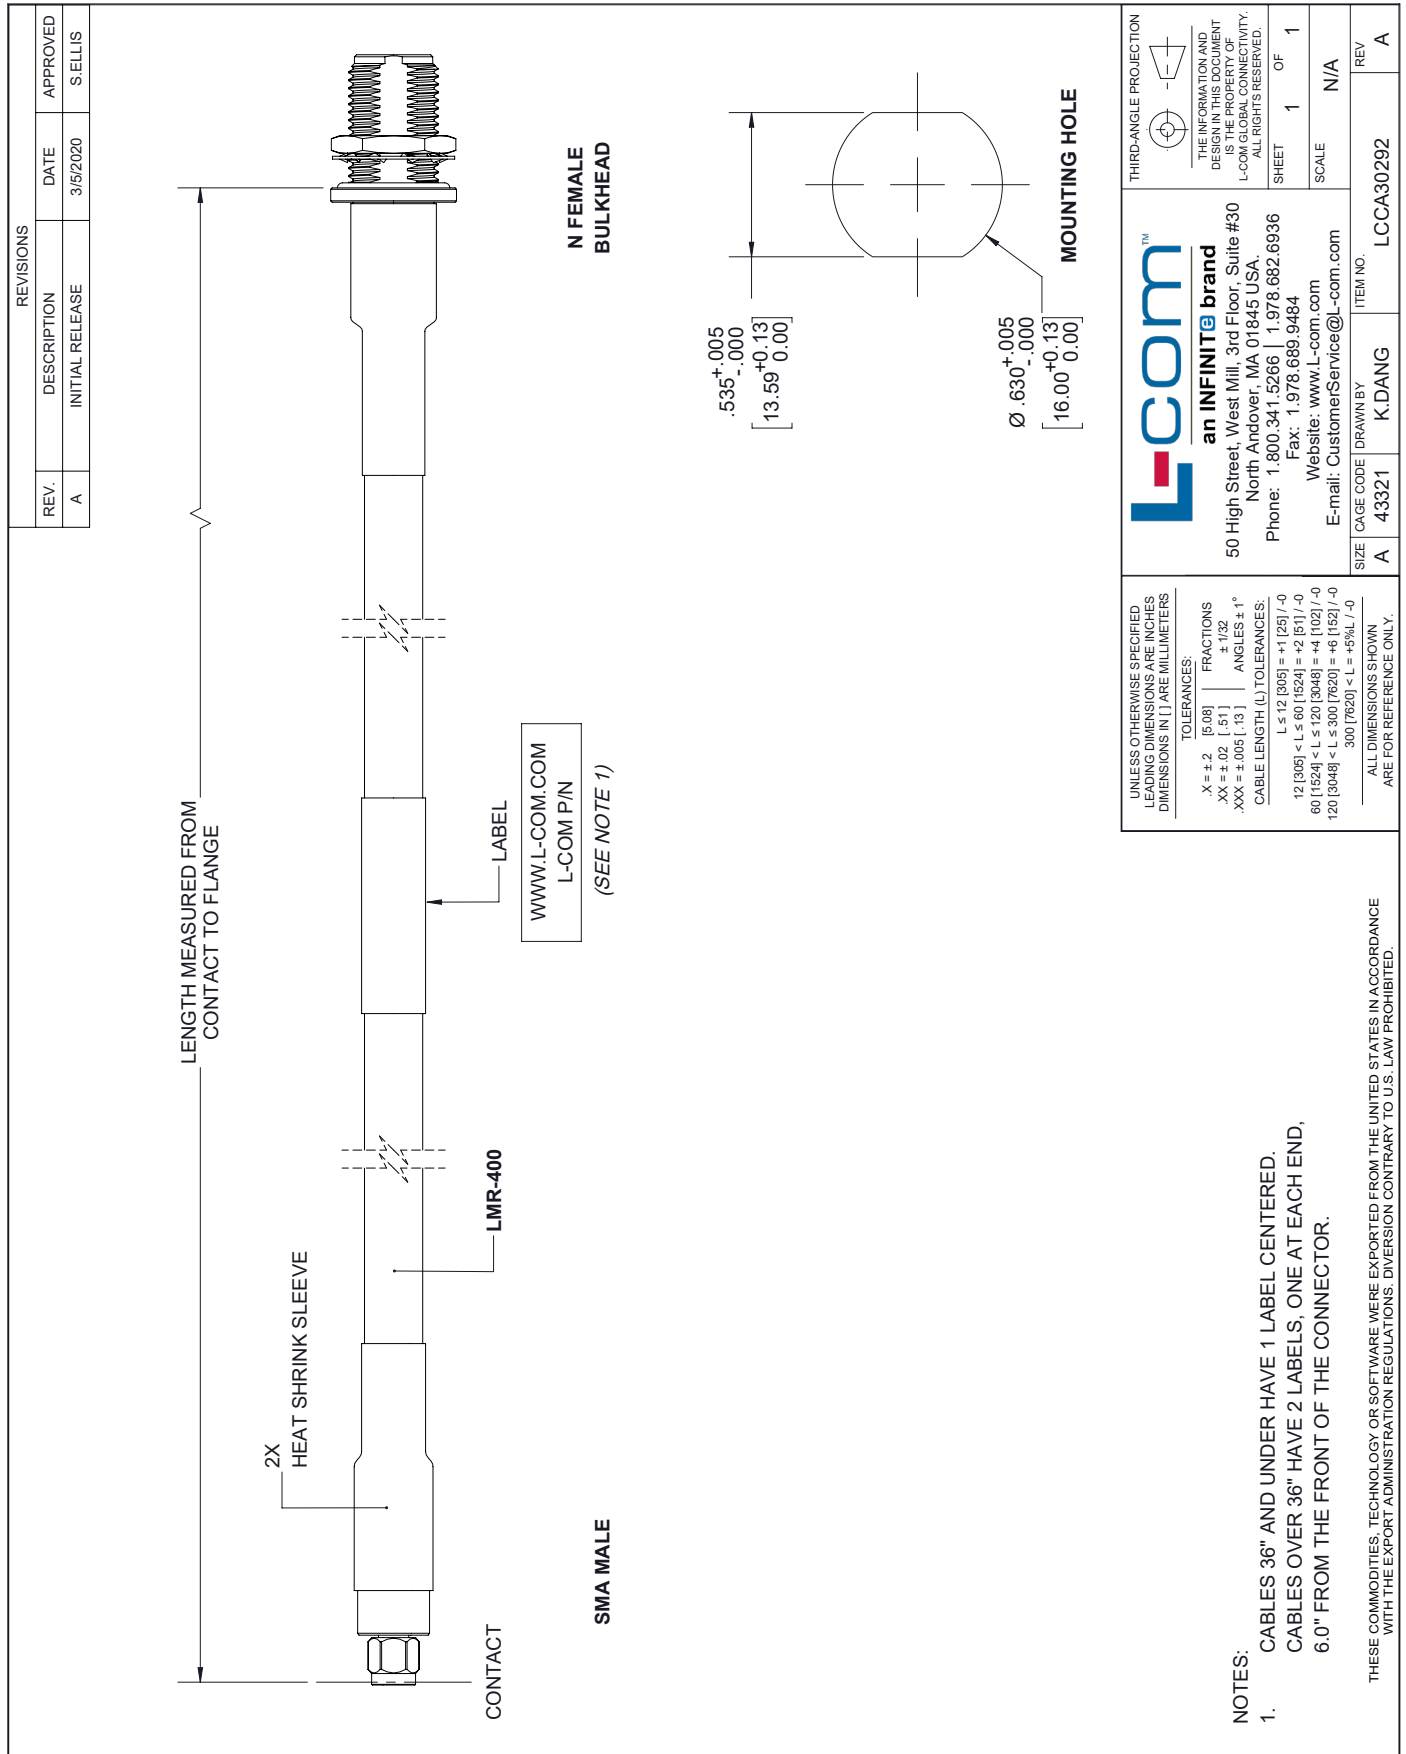 REVISIONS
REV.
DESCRIPTION
DATE
APPROVED
A
INITIAL RELEASE
3/5/2020
S.ELLIS
LENGTH MEASURED FROM
CONTACT TO FLANGE
2X
HEAT SHRINK SLEEVE
CONTACT
LMR-400
LABEL
WWW.L-COM.COM
L-COM P/N
(SEE NOTE 1)
SMA MALE
N FEMALE
BULKHEAD
.535 +.005
-.000
[13.59 +0.13
0.00]
Ø .630 +.005
-.000
[16.00 +0.13
0.00]
MOUNTING HOLE
NOTES:
1. CABLES 36" AND UNDER HAVE 1 LABEL CENTERED.
CABLES OVER 36" HAVE 2 LABELS, ONE AT EACH END,
6.0" FROM THE FRONT OF THE CONNECTOR.
THESE COMMODITIES, TECHNOLOGY OR SOFTWARE WERE EXPORTED FROM THE UNITED STATES IN ACCORDANCE
WITH THE EXPORT ADMINISTRATION REGULATIONS. DIVERSION CONTRARY TO U.S. LAW PROHIBITED.
UNLESS OTHERWISE SPECIFIED
LEADING DIMENSIONS ARE INCHES
DIMENSIONS IN [ ] ARE MILLIMETERS
TOLERANCES:
.X = ±.2 [5.08]
.XX = ±.02 [.51]
.XXX = ±.005 [.13]
FRACTIONS
± 1/32
ANGLES ± 1°
CABLE LENGTH (L) TOLERANCES:
L ≤ 12 [305] = +1 [25] / -0
12 [305] < L ≤ 60 [1524] = +2 [51] / -0
60 [1524] < L ≤ 120 [3048] = +4 [102] / -0
120 [3048] < L ≤ 300 [7620] = +6 [152] / -0
300 [7620] < L = +5%L / -0
ALL DIMENSIONS SHOWN
ARE FOR REFERENCE ONLY.
L-com™
an INFINITe brand
50 High Street, West Mill, 3rd Floor, Suite #30
North Andover, MA 01845 USA.
Phone: 1.800.341.5266 | 1.978.682.6936
Fax: 1.978.689.9484
Website: www.L-com.com
E-mail: CustomerService@L-com.com
THIRD-ANGLE PROJECTION
THE INFORMATION AND
DESIGN IN THIS DOCUMENT
IS THE PROPERTY OF
L-COM GLOBAL CONNECTIVITY.
ALL RIGHTS RESERVED.
SHEET
1 OF 1
SCALE
N/A
SIZE
A
CAGE CODE
43321
DRAWN BY
K.DANG
ITEM NO.
LCCA30292
REV
A